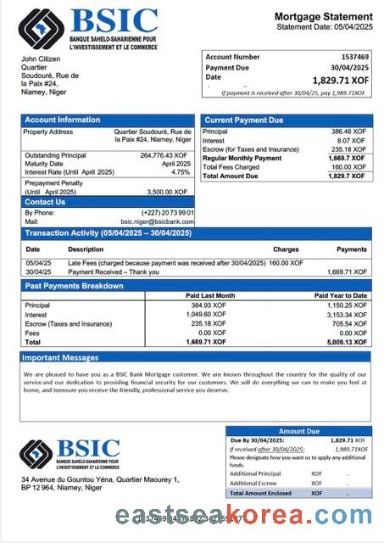 BSIC
BANQUE SAHELO-SAHARIENNE POUR
L'INVESTISSEMENT ET LE COMMERCE
Mortgage Statement
Statement Date: 05/04/2025
John Citizen
Quartier
Soudouré, Rue de
la Paix #24,
Niamey, Niger
Account Number 1537469
Payment Due 30/04/2025
Date 1,829.71 XOF
If payment is received after 30/04/25, pay 1,989.71XOF
Account Information
Property Address Quartier Soudouré, Rue de
la Paix #24, Niamey, Niger
Outstanding Principal 264,776.43 XOF
Maturity Date April 2025
Interest Rate (Until April 2025) 4.75%
Prepayment Penalty
(Until April 2025) 3,500.00 XOF
Contact Us
By Phone: (+227) 20 73 99 01
Mail: bsic.niger@bsicbank.com
Current Payment Due
Principal 386.46 XOF
Interest 8.07 XOF
Escrow (for Taxes and Insurance) 235.18 XOF
Regular Monthly Payment 1,669.7 XOF
Total Fees Charged 160.00 XOF
Total Amount Due 1,829.7 XOF
Transaction Activity (05/04/2025 – 30/04/2025)
Date Description Charges Payments
05/04/25 Late Fees (charged because payment was received after 30/04/2025) 160.00 XOF
30/04/25 Payment Received – Thank you 1,669.71 XOF
Past Payments Breakdown
Paid Last Month Paid Year to Date
Principal 384.93 XOF 1,150.25 XOF
Interest 1,049.60 XOF 3,153.34 XOF
Escrow (Taxes and Insurance) 235.18 XOF 705.54 XOF
Fees 0.00 XOF 0.00 XOF
Total 1,669.71 XOF 5,009.13 XOF
Important Messages
We are pleased to have you as a BSIC Bank Mortgage customer. We are known throughout the country for the quality of our
service and our dedication to providing financial security for our customers. We will do everything we can to make you feel at
home, and to ensure you receive the friendly, professional service you deserve.
BSIC
BANQUE SAHELO-SAHARIENNE POUR
L'INVESTISSEMENT ET LE COMMERCE
34 Avenue du Gountou Yéna, Quartier Maourey 1,
BP 12 964, Niamey, Niger
Amount Due
Due By 30/04/2025: 1,829.71 XOF
If received after 30/04/2025: 1,989.71XOF
Please designate how you want us to apply any additional
funds.
Additional Principal XOF
Additional Escrow XOF
Total Amount Enclosed XOF
eastseakorea.com